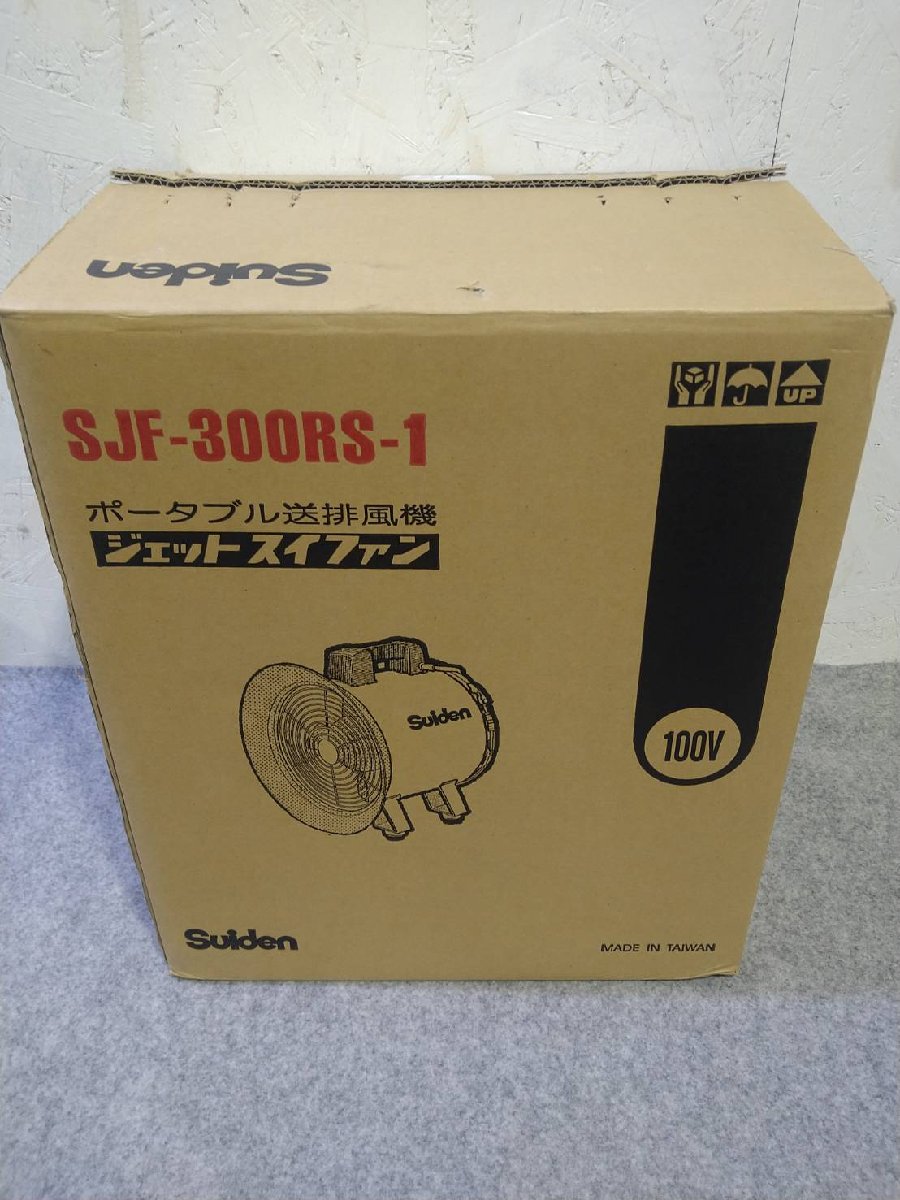 Suiden
UP
SJF-300RS-1
ポータブル送排風機
ジェットスイファン
Suiden
100V
Suiden
MADE IN TAIWAN